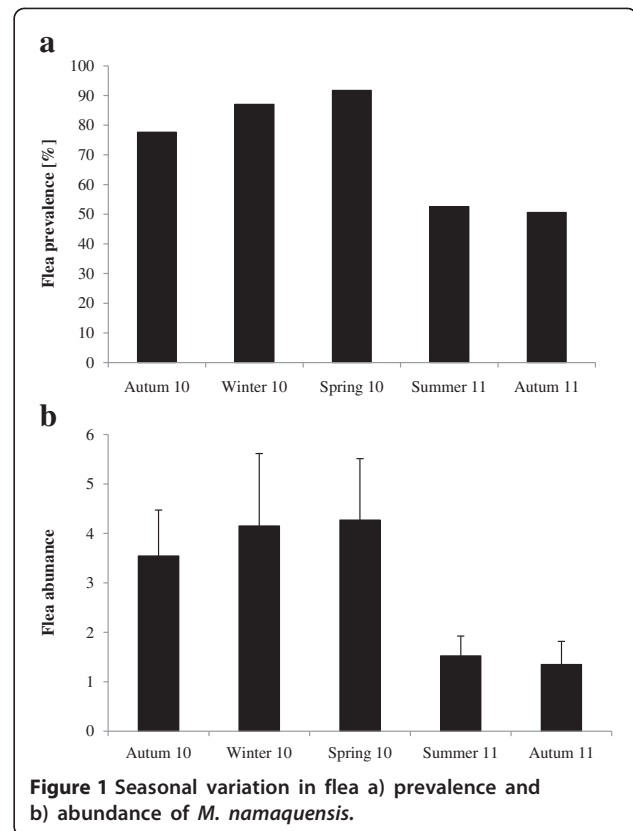 a
100
90
80
70
60
50
40
30
20
10
0
Flea prevalence [%]
Autum 10 Winter 10 Spring 10 Summer 11 Autum 11
b
6
5
4
3
2
1
0
Flea abunance
Autum 10 Winter 10 Spring 10 Summer 11 Autum 11
Figure 1 Seasonal variation in flea a) prevalence and
b) abundance of M. namaquensis.